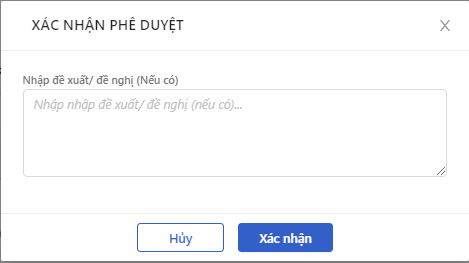 XÁC NHẬN PHÊ DUYỆT
Nhập đề xuất/ đề nghị (Nếu có)
Nhập nhập đề xuất/ đề nghị (nếu có)...
Hủy
Xác nhận